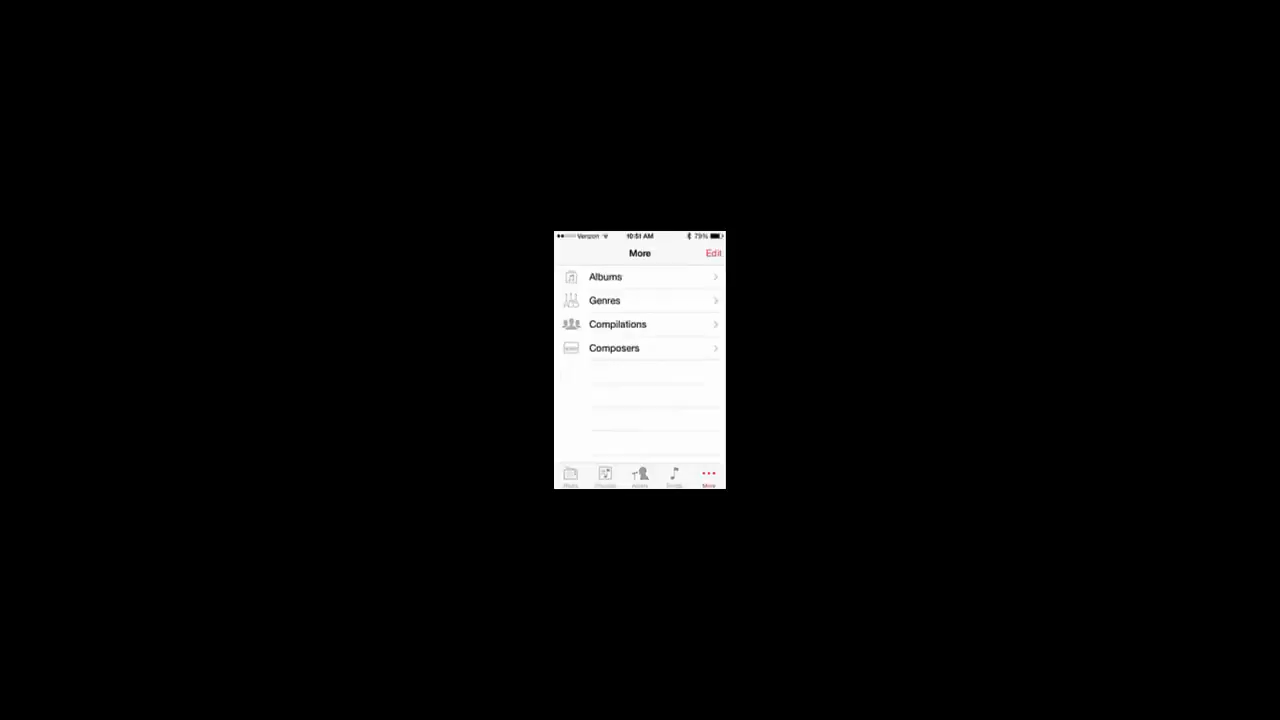 Verizon 10:51 AM 79%
More Edit
Albums
Genres
Compilations
Composers
More